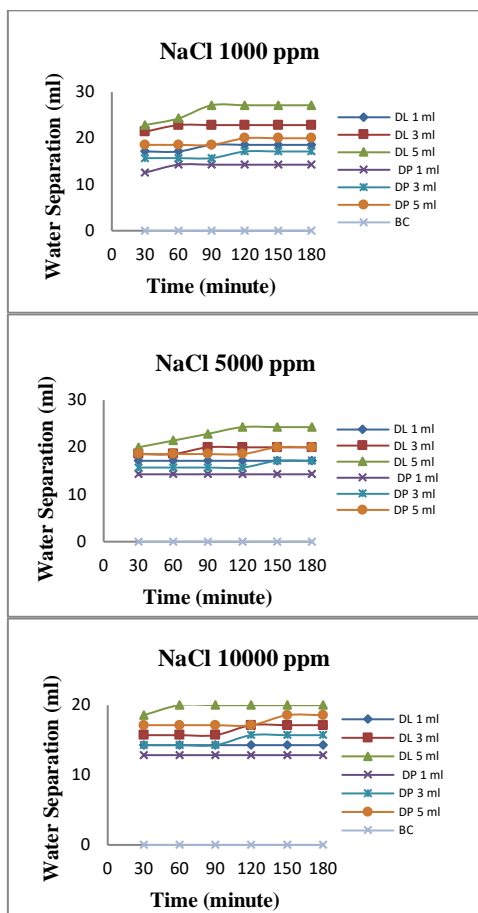 NaCl 1000 ppm
Water Separation (ml)
30
20
10
0
0 30 60 90 120 150 180
Time (minute)
DL 1 ml
DL 3 ml
DL 5 ml
DP 1 ml
DP 3 ml
DP 5 ml
BC
NaCl 5000 ppm
Water Separation (ml)
30
20
10
0
0 30 60 90 120 150 180
Time (minute)
DL 1 ml
DL 3 ml
DL 5 ml
DP 1 ml
DP 3 ml
DP 5 ml
NaCl 10000 ppm
Water Separation (ml)
20
10
0
0 30 60 90 120 150 180
Time (minute)
DL 1 ml
DL 3 ml
DL 5 ml
DP 1 ml
DP 3 ml
DP 5 ml
BC